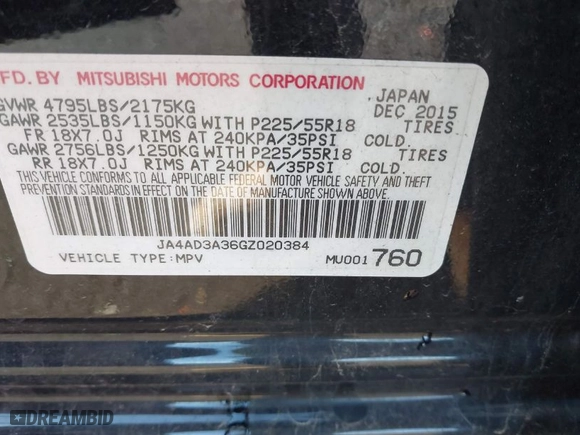 MFD. BY MITSUBISHI MOTORS CORPORATION
GVWR 4795LBS/2175KG JAPAN DEC 2015
GAWR 2535LBS/1150KG WITH P225/55R18 TIRES
FR 18X7.0J RIMS AT 240KPA/35PSI COLD.
GAWR 2756LBS/1250KG WITH P225/55R18 TIRES
RR 18X7.0J RIMS AT 240KPA/35PSI COLD.
THIS VEHICLE CONFORMS TO ALL APPLICABLE FEDERAL MOTOR VEHICLE SAFETY AND THEFT
PREVENTION STANDARDS IN EFFECT ON THE DATE OF MANUFACTURE SHOWN ABOVE.
JA4AD3A36GZ020384
VEHICLE TYPE:MPV MU001760
DREAMBID